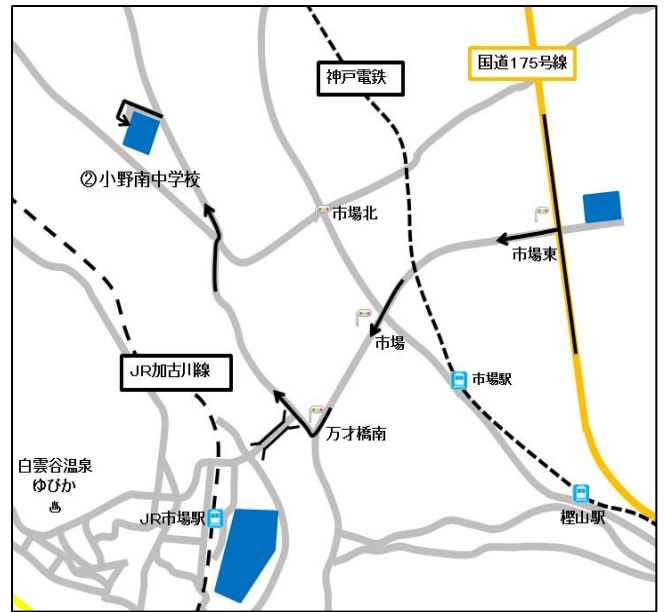 国道175号線
神戸電鉄
②小野南中学校
市場北
市場東
市場
JR加古川線
市場駅
万才橋南
白雲谷温泉
ゆぴか
JR市場駅
樫山駅